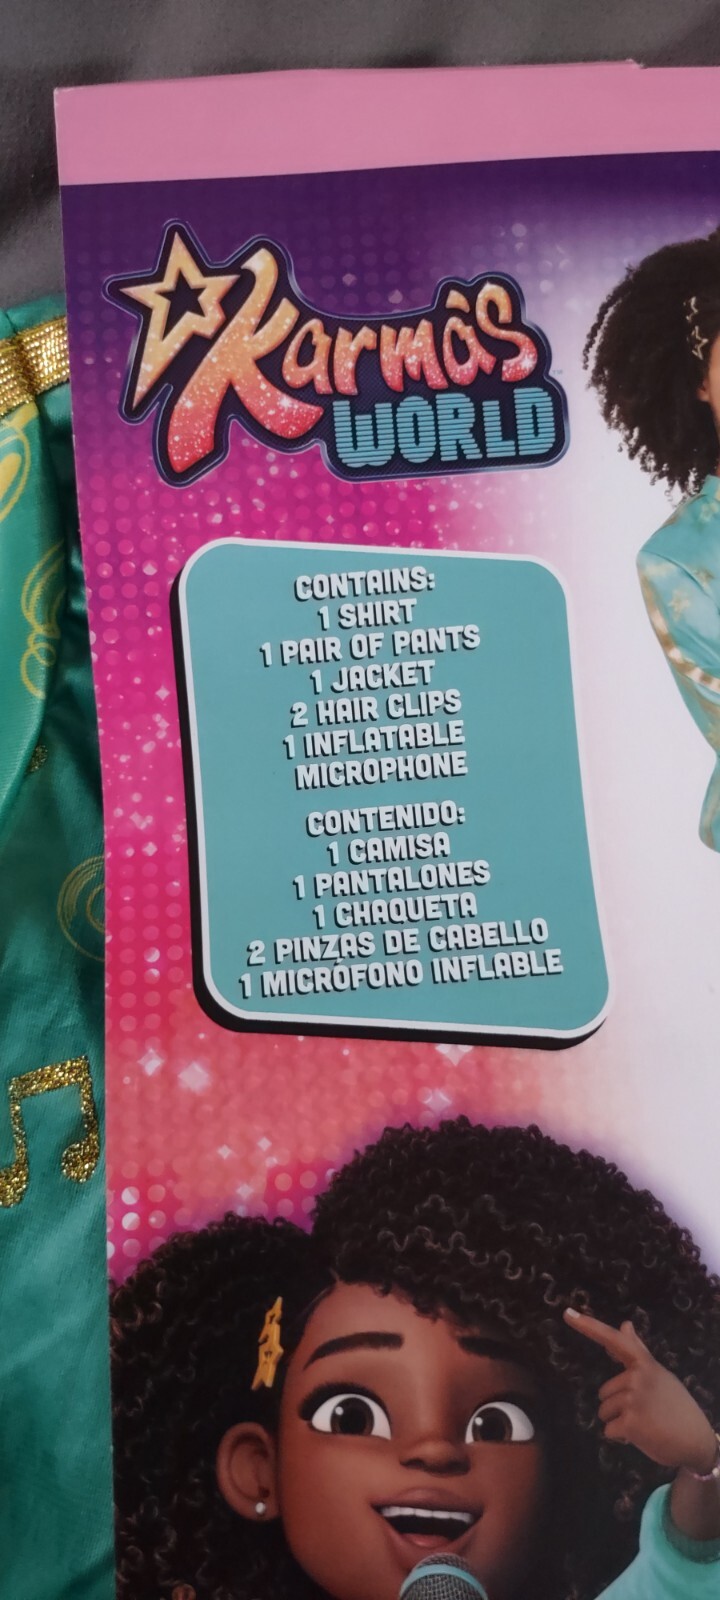 Karmâs
WORLD
CONTAINS:
1 SHIRT
1 PAIR OF PANTS
1 JACKET
2 HAIR CLIPS
1 INFLATABLE
MICROPHONE
CONTENIDO:
1 CAMISA
1 PANTALONES
1 CHAQUETA
2 PINZAS DE CABELLO
1 MICRÓFONO INFLABLE